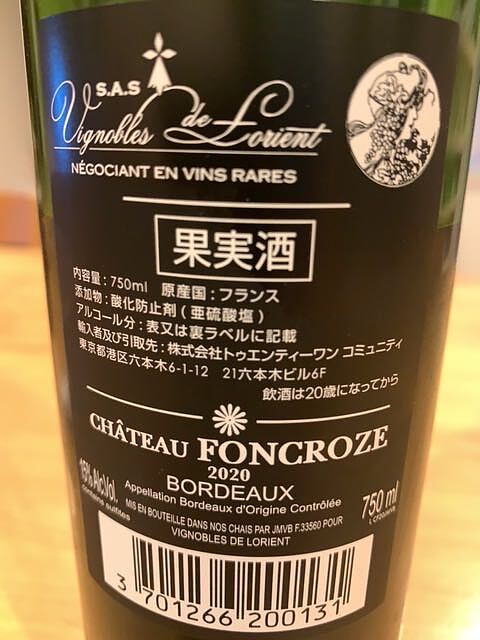 S.A.S
Vignobles de Lorient
NÉGOCIANT EN VINS RARES
果実酒
内容量：750ml 原産国：フランス
添加物：酸化防止剤(亜硫酸塩)
アルコール分：表又は裏ラベルに記載
輸入者及び引取先：株式会社トゥエンティーワン コミュニティ
東京都港区六本木6-1-12 21六本木ビル6F
飲酒は20歳になってから
CHÂTEAU FONCROZE
2020
BORDEAUX
15% Alc.Vol.
contains sulfites
Appellation Bordeaux d'Origine Contrôlée
750 ml
MIS EN BOUTEILLE DANS NOS CHAIS PAR JMVB F.33560 POUR
VIGNOBLES DE LORIENT
3 701266 200131